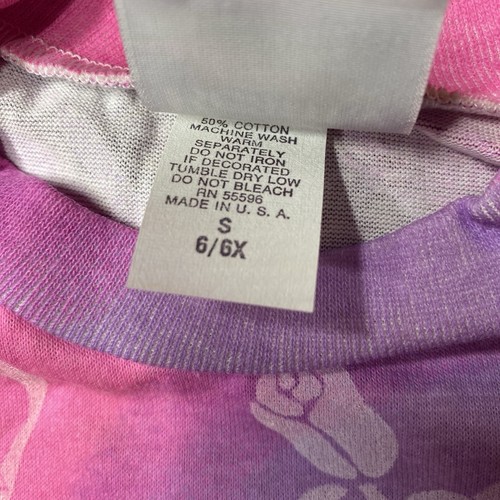 50% COTTON
MACHINE WASH
WARM
SEPARATELY
DO NOT IRON
IF DECORATED
TUMBLE DRY LOW
DO NOT BLEACH
RN 55596
MADE IN U. S. A.
S
6/6X